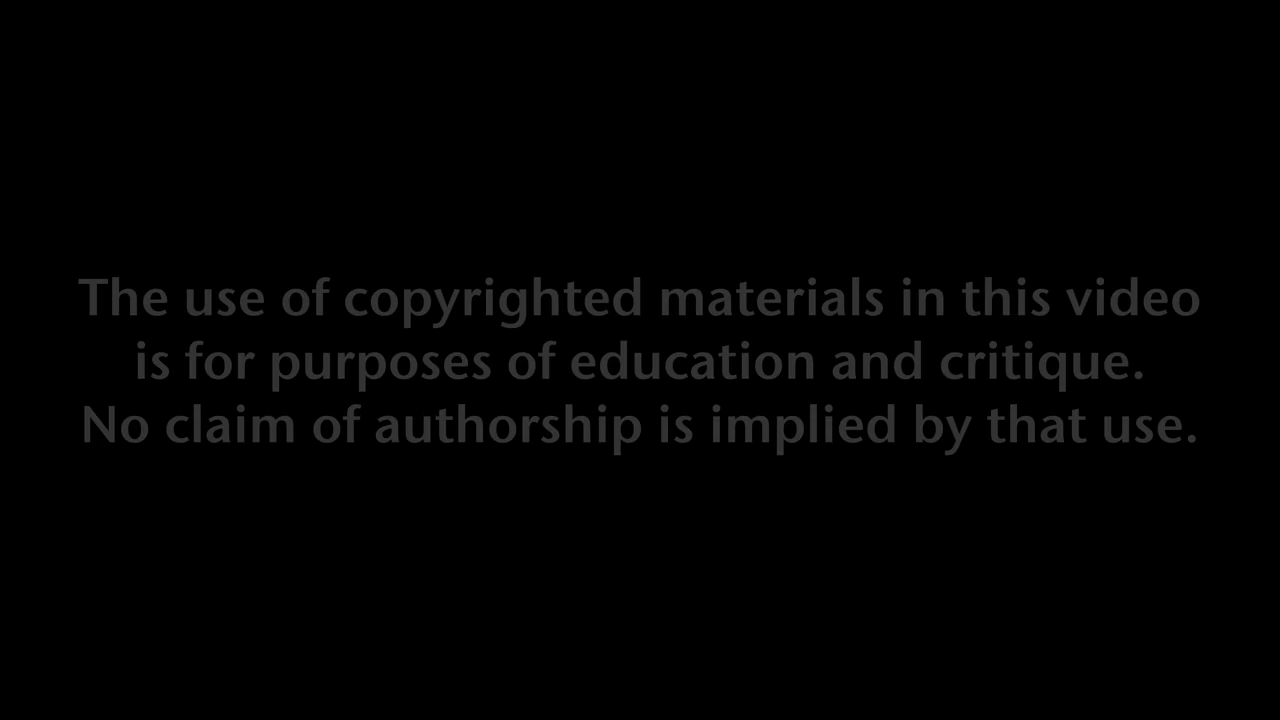 The use of copyrighted materials in this video
is for purposes of education and critique.
No claim of authorship is implied by that use.